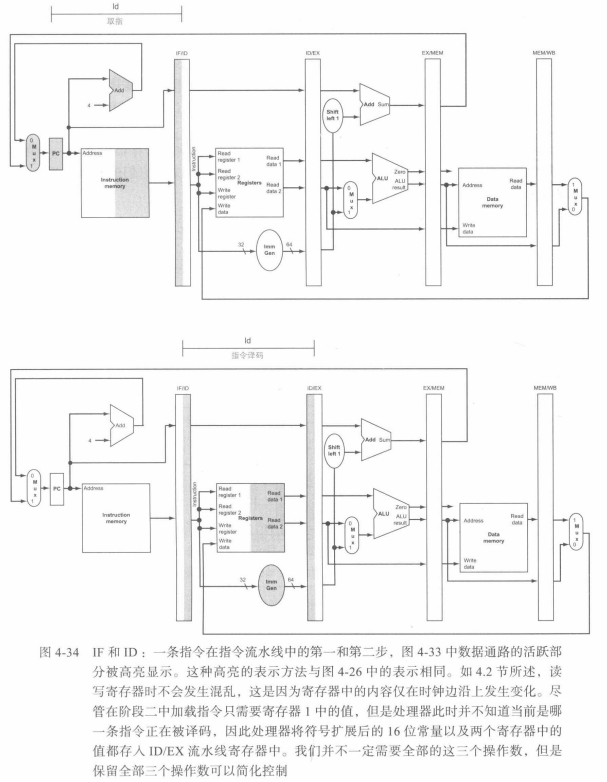 ld
取指
IF/ID
ID/EX
EX/MEM
MEM/WB
Add
4
Shift
left 1
Add Sum
0
M
u
x
1
PC
Address
Instruction
memory
Instruction
Read
register 1
Read
register 2
Write
register
Write
data
Registers
Read
data 1
Read
data 2
0
M
u
x
1
Zero
ALU
ALU
result
Address
Write
data
Data
memory
Read
data
1
M
u
x
0
32
Imm
Gen
64
ld
指令译码
IF/ID
ID/EX
EX/MEM
MEM/WB
Add
4
Shift
left 1
Add Sum
0
M
u
x
1
PC
Address
Instruction
memory
Instruction
Read
register 1
Read
register 2
Write
register
Write
data
Registers
Read
data 1
Read
data 2
0
M
u
x
1
Zero
ALU
ALU
result
Address
Write
data
Data
memory
Read
data
1
M
u
x
0
32
Imm
Gen
64
图 4-34 IF 和 ID：一条指令在指令流水线中的第一和第二步，图 4-33 中数据通路的活跃部
分被高亮显示。这种高亮的表示方法与图 4-26 中的表示相同。如 4.2 节所述，读
写寄存器时不会发生混乱，这是因为寄存器中的内容仅在时钟边沿上发生变化。尽
管在阶段二中加载指令只需要寄存器 1 中的值，但是处理器此时并不知道当前是哪
一条指令正在被译码，因此处理器将符号扩展后的 16 位常量以及两个寄存器中的
值都存入 ID/EX 流水线寄存器中。我们并不一定需要全部的这三个操作数，但是
保留全部三个操作数可以简化控制